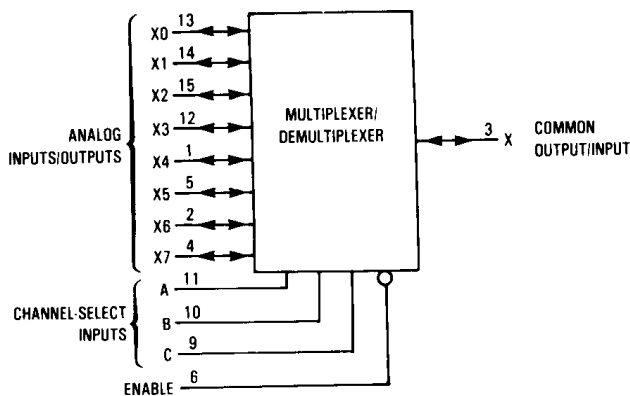 X0 13
X1 14
X2 15
X3 12
X4 1
X5 5
X6 2
X7 4
ANALOG
INPUTS/OUTPUTS
MULTIPLEXER/
DEMULTIPLEXER
3 X
COMMON
OUTPUT/INPUT
A 11
B 10
C 9
CHANNEL-SELECT
INPUTS
ENABLE 6